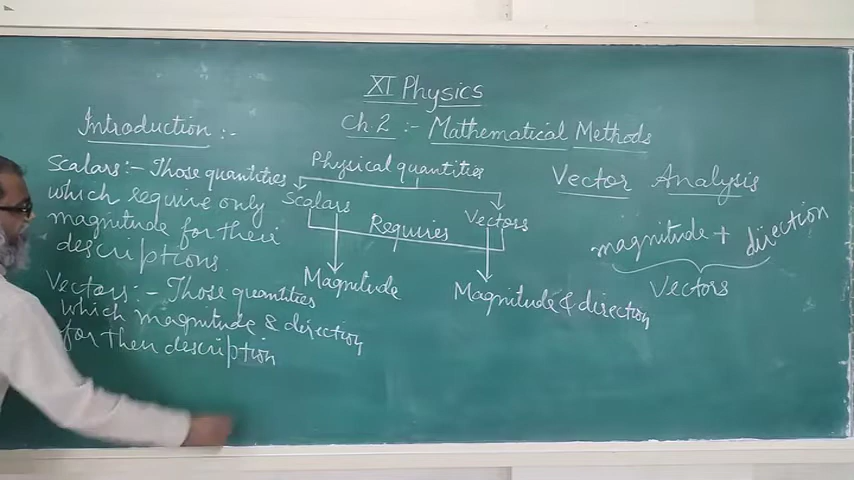 XI Physics
Ch 2 :- Mathematical Methods
Introduction :-
Scalars :- Those quantities
which require only
magnitude for their
descriptions.
Vectors :- Those quantities
which magnitude & direction
for their description
Physical quantities
Scalars Vectors
Requires
Magnitude Magnitude & direction
Vector Analysis
magnitude + direction
Vectors